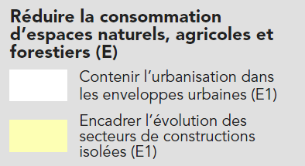 Réduire la consommation
d’espaces naturels, agricoles et
forestiers (E)
Contenir l’urbanisation dans
les enveloppes urbaines (E1)
Encadrer l’évolution des
secteurs de constructions
isolées (E1)